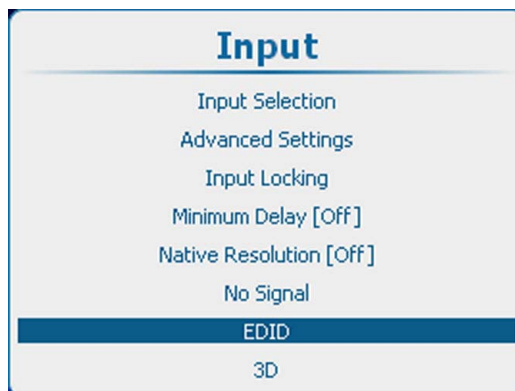 Input
Input Selection
Advanced Settings
Input Locking
Minimum Delay [Off]
Native Resolution [Off]
No Signal
EDID
3D